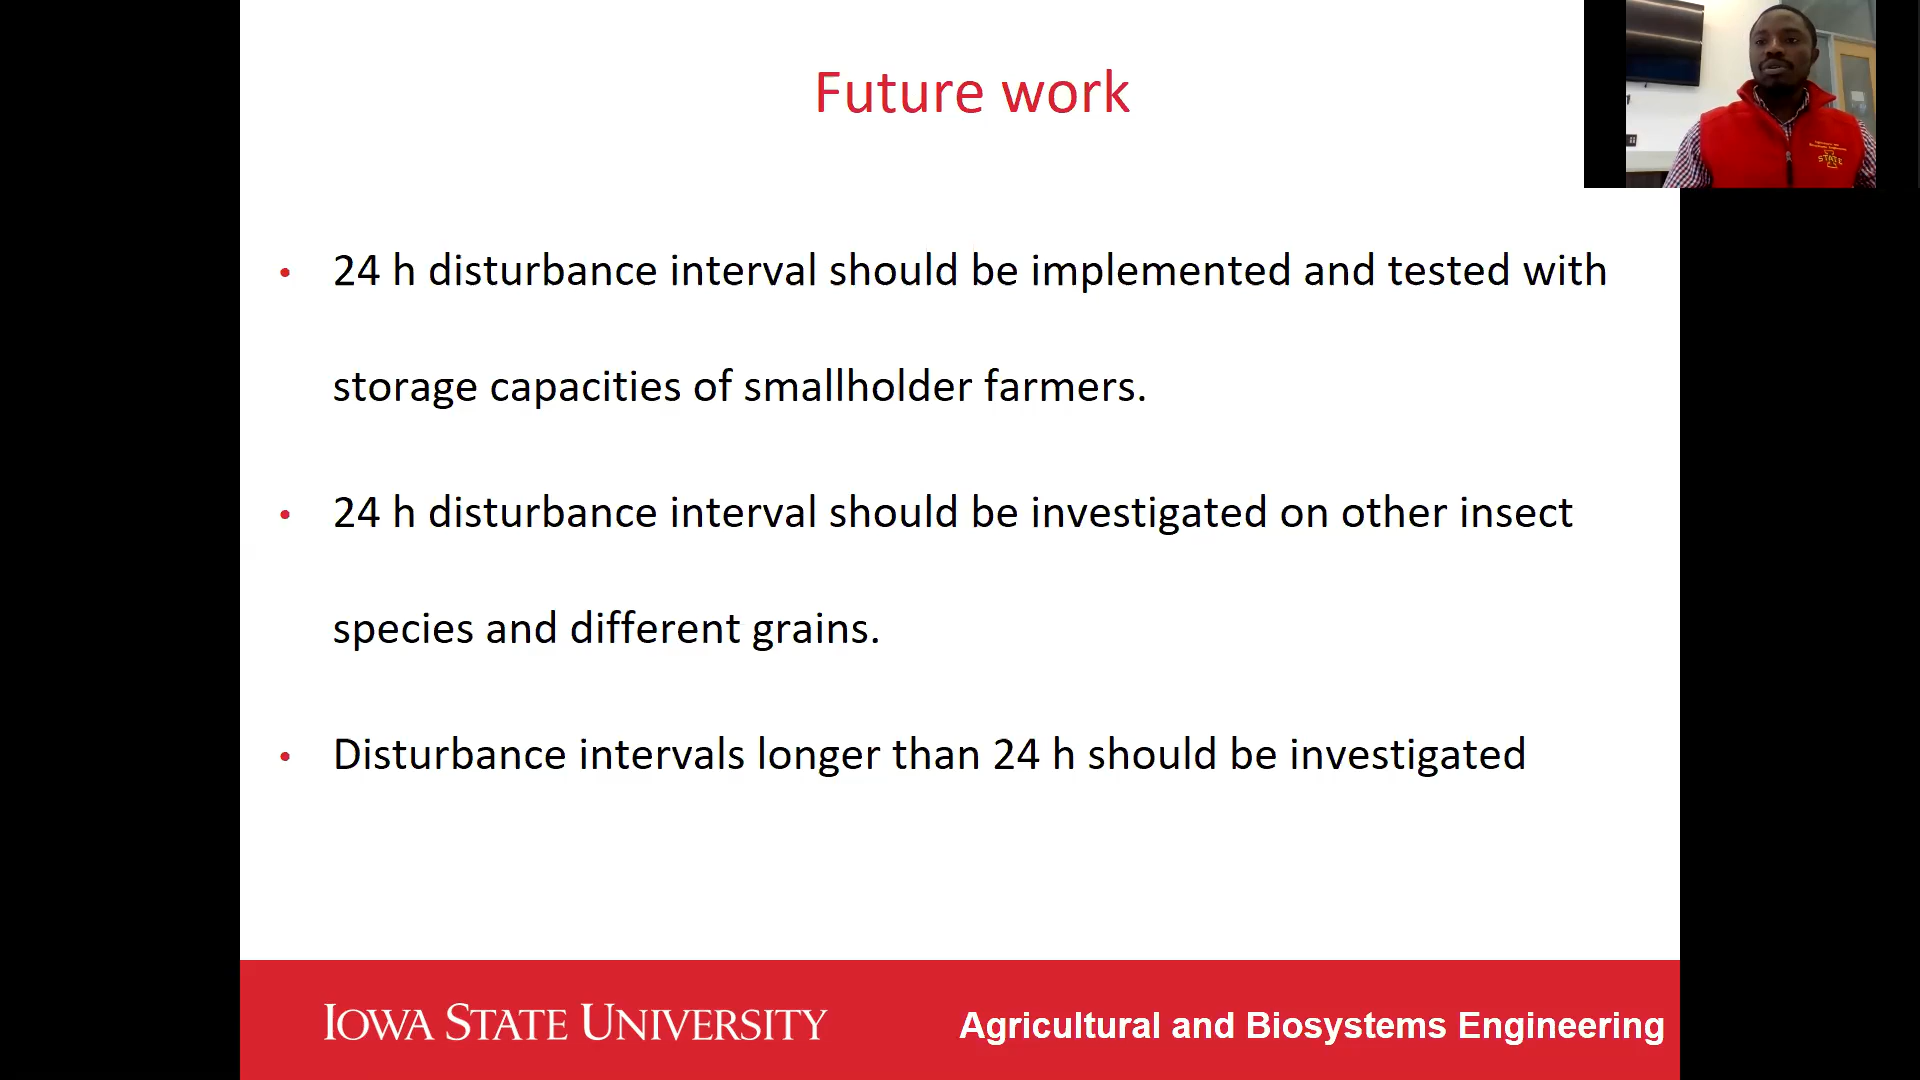 Future work
• 24 h disturbance interval should be implemented and tested with
storage capacities of smallholder farmers.
• 24 h disturbance interval should be investigated on other insect
species and different grains.
• Disturbance intervals longer than 24 h should be investigated
IOWA STATE UNIVERSITY
Agricultural and Biosystems Engineering
STATE